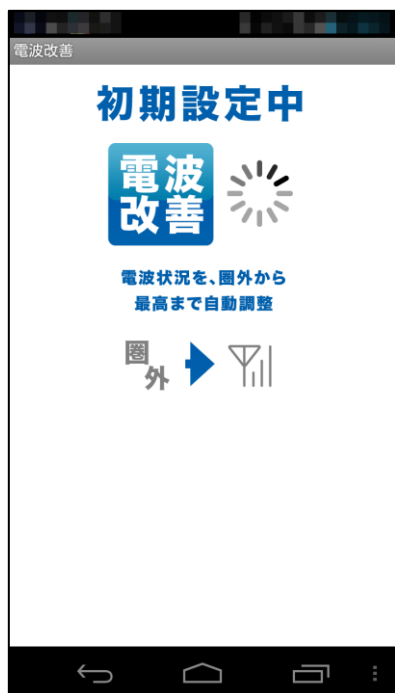 電波改善
初期設定中
電波
改善
電波状況を、圏外から
最高まで自動調整
圏
外